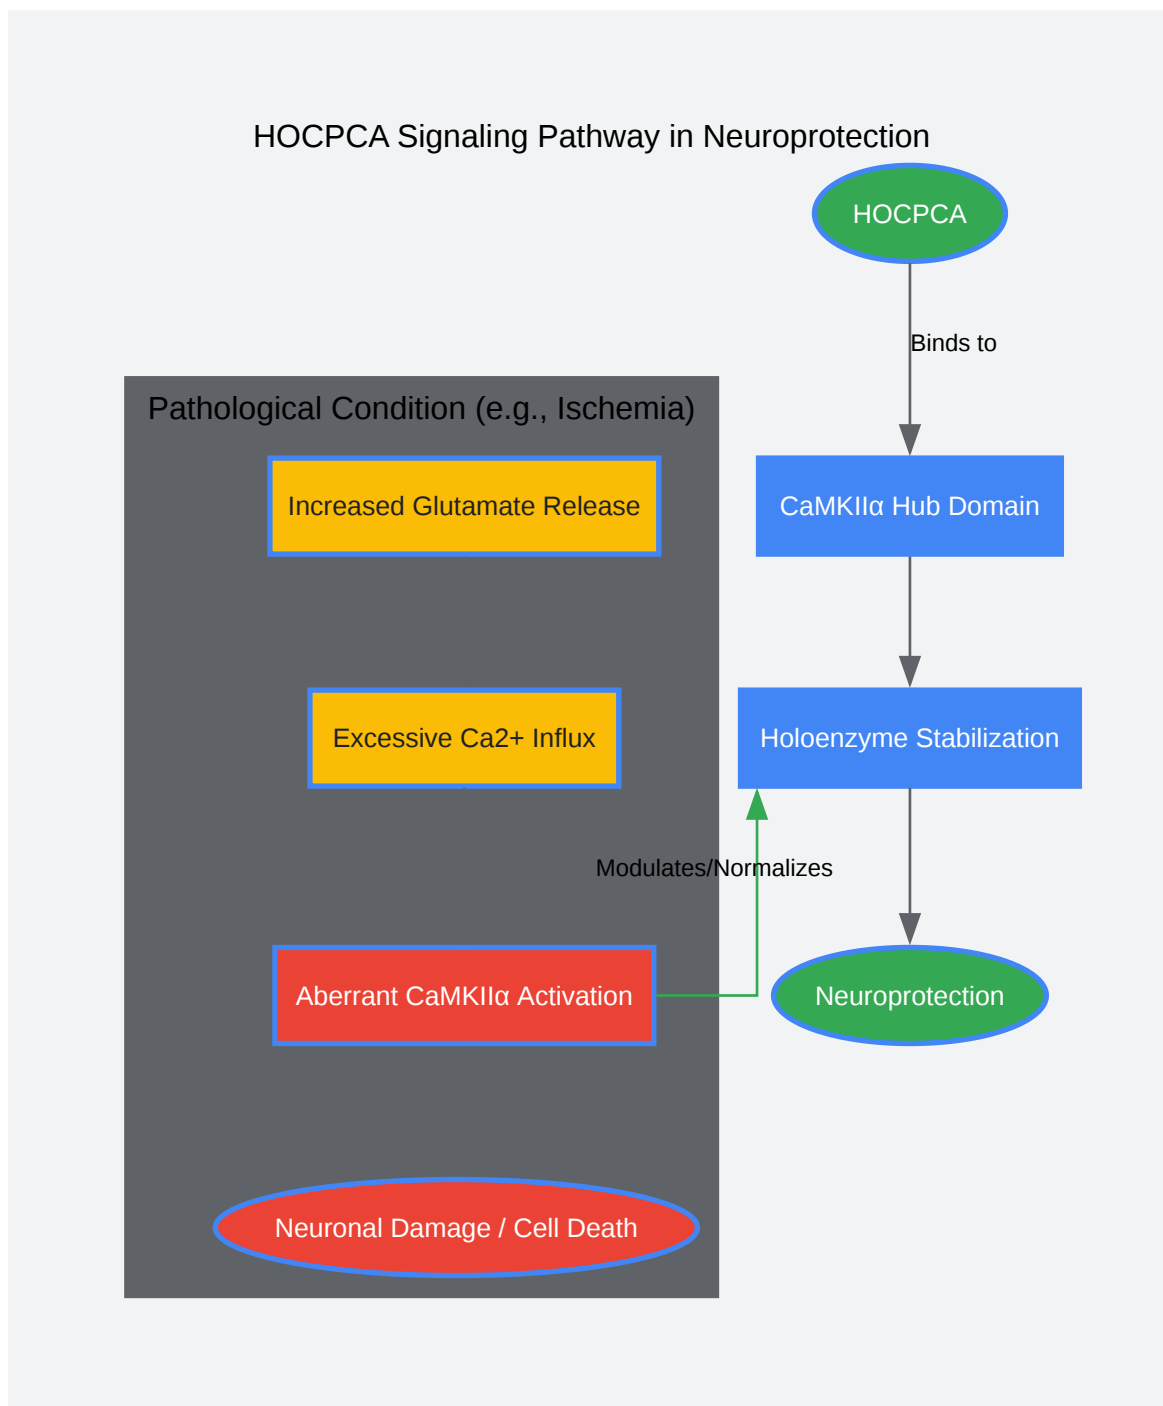 HOCPCA Signaling Pathway in Neuroprotection
HOCPCA
Binds to
Pathological Condition (e.g., Ischemia)
Increased Glutamate Release
CaMKIIα Hub Domain
Excessive Ca2+ Influx
Holoenzyme Stabilization
Modulates/Normalizes
Aberrant CaMKIIα Activation
Neuroprotection
Neuronal Damage / Cell Death